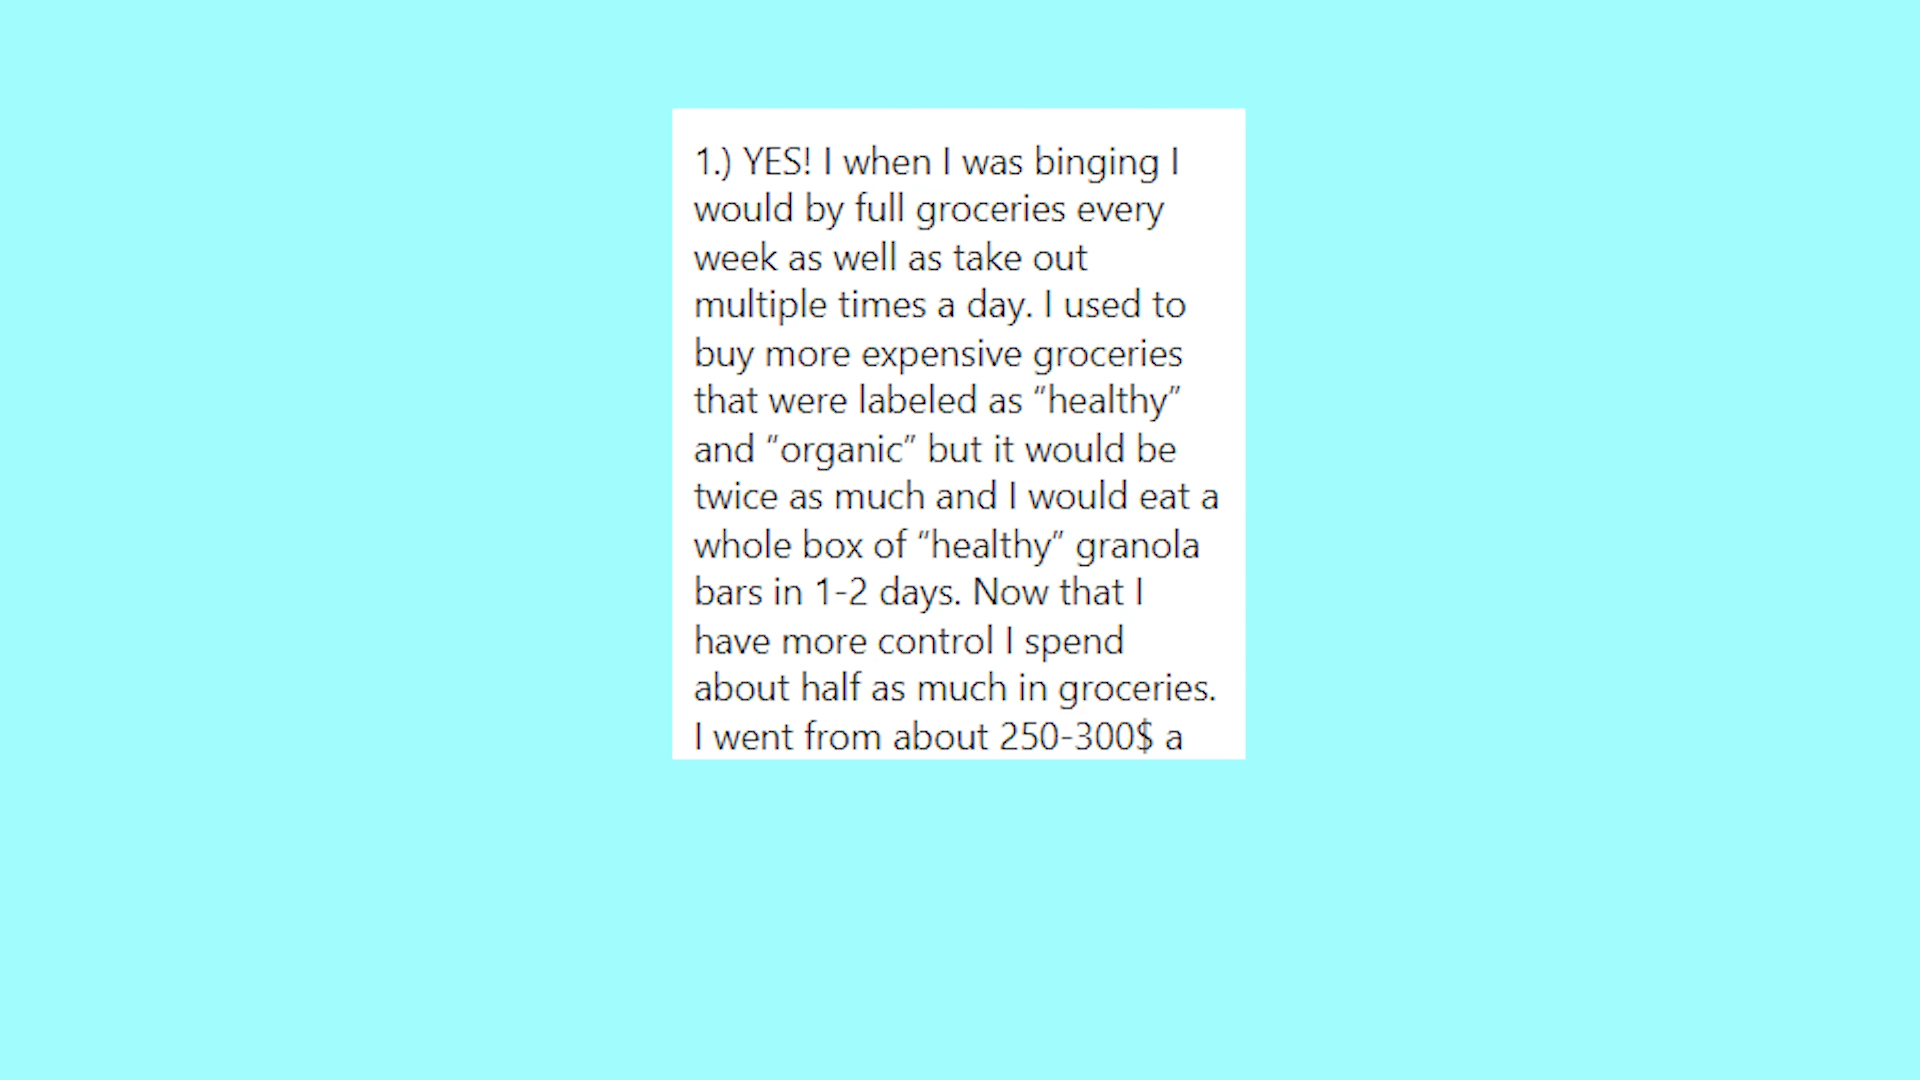 1.) YES! I when I was binging I
would by full groceries every
week as well as take out
multiple times a day. I used to
buy more expensive groceries
that were labeled as “healthy”
and “organic” but it would be
twice as much and I would eat a
whole box of “healthy” granola
bars in 1-2 days. Now that I
have more control I spend
about half as much in groceries.
I went from about 250-300$ a